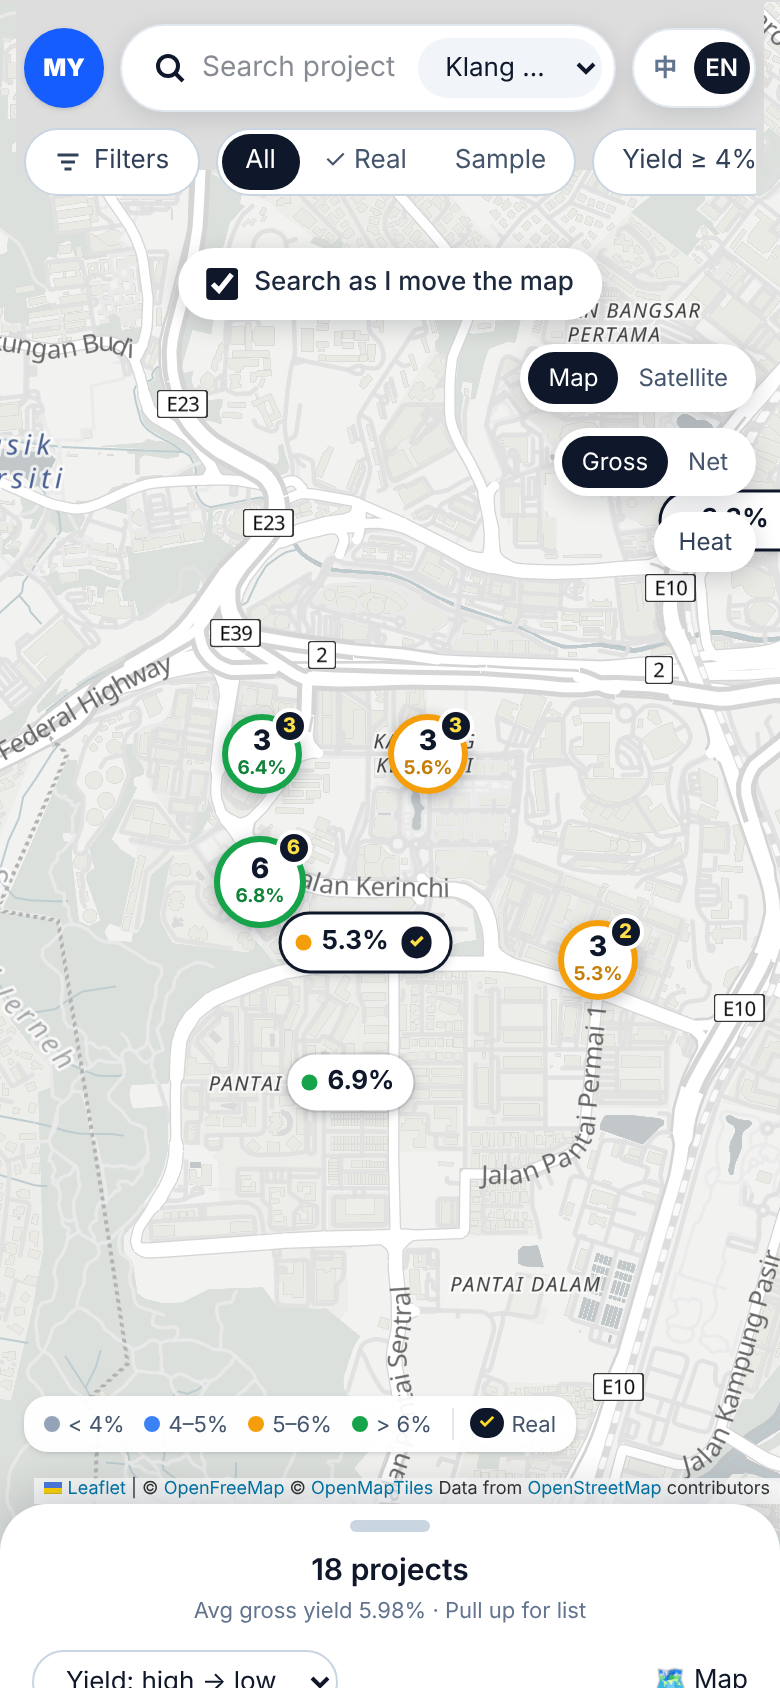 MY
Search project
Klang ...
中
EN
Filters
All
✓ Real
Sample
Yield ≥ 4%
Search as I move the map
BANGSAR
PERTAMA
Map
Satellite
Gross
Net
Heat
E23
E23
E10
E39
2
2
Federal Highway
3
3
6.4%
3
3
5.6%
6
6
6.8%
Jalan Kerinchi
5.3%
2
3
5.3%
E10
PANTAI
6.9%
Jalan Pantai Permai 1
PANTAI DALAM
Sentral
E10
Jalan Kampung Pasir
< 4%
4–5%
5–6%
> 6%
Real
Leaflet | © OpenFreeMap © OpenMapTiles Data from OpenStreetMap contributors
18 projects
Avg gross yield 5.98% · Pull up for list
Yield: high → low
Map